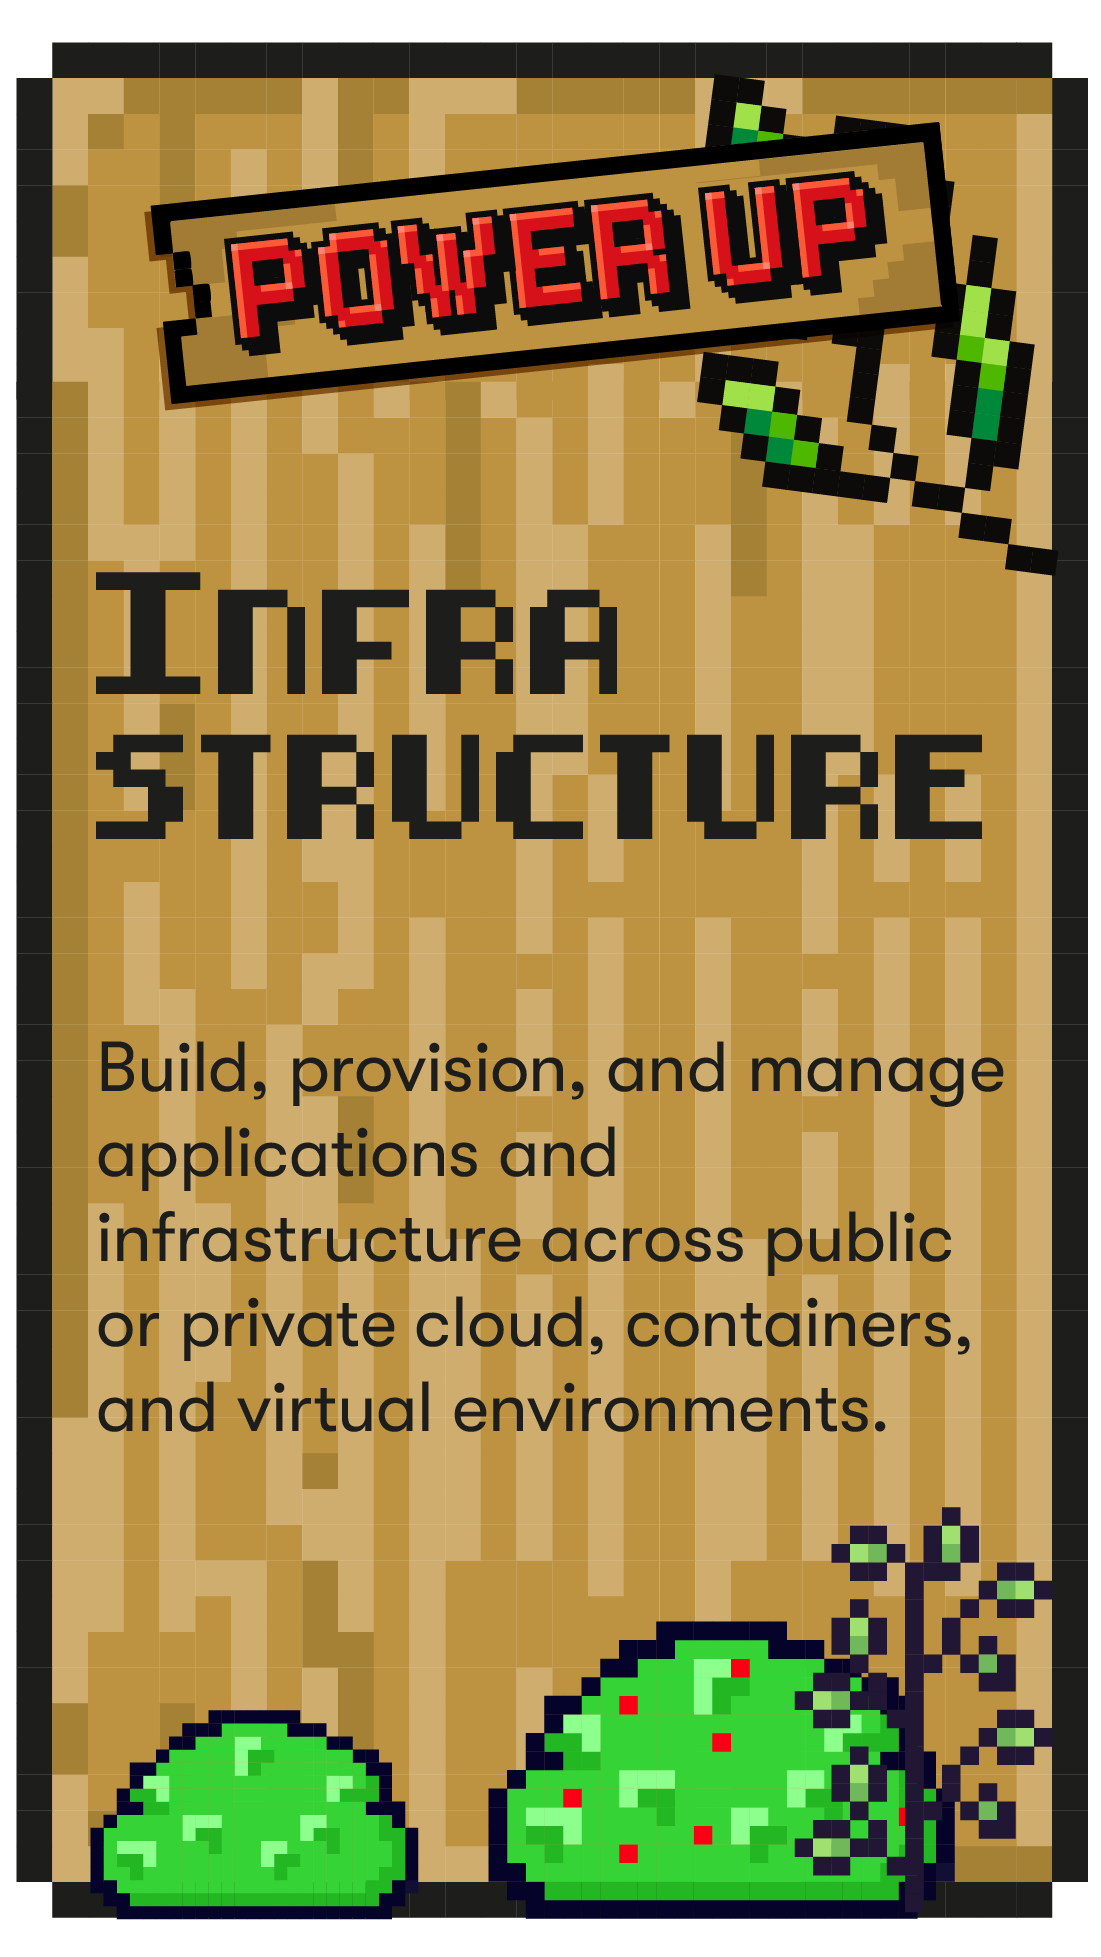 POWER UP
INFRA
STRUCTURE
Build, provision, and manage
applications and
infrastructure across public
or private cloud, containers,
and virtual environments.